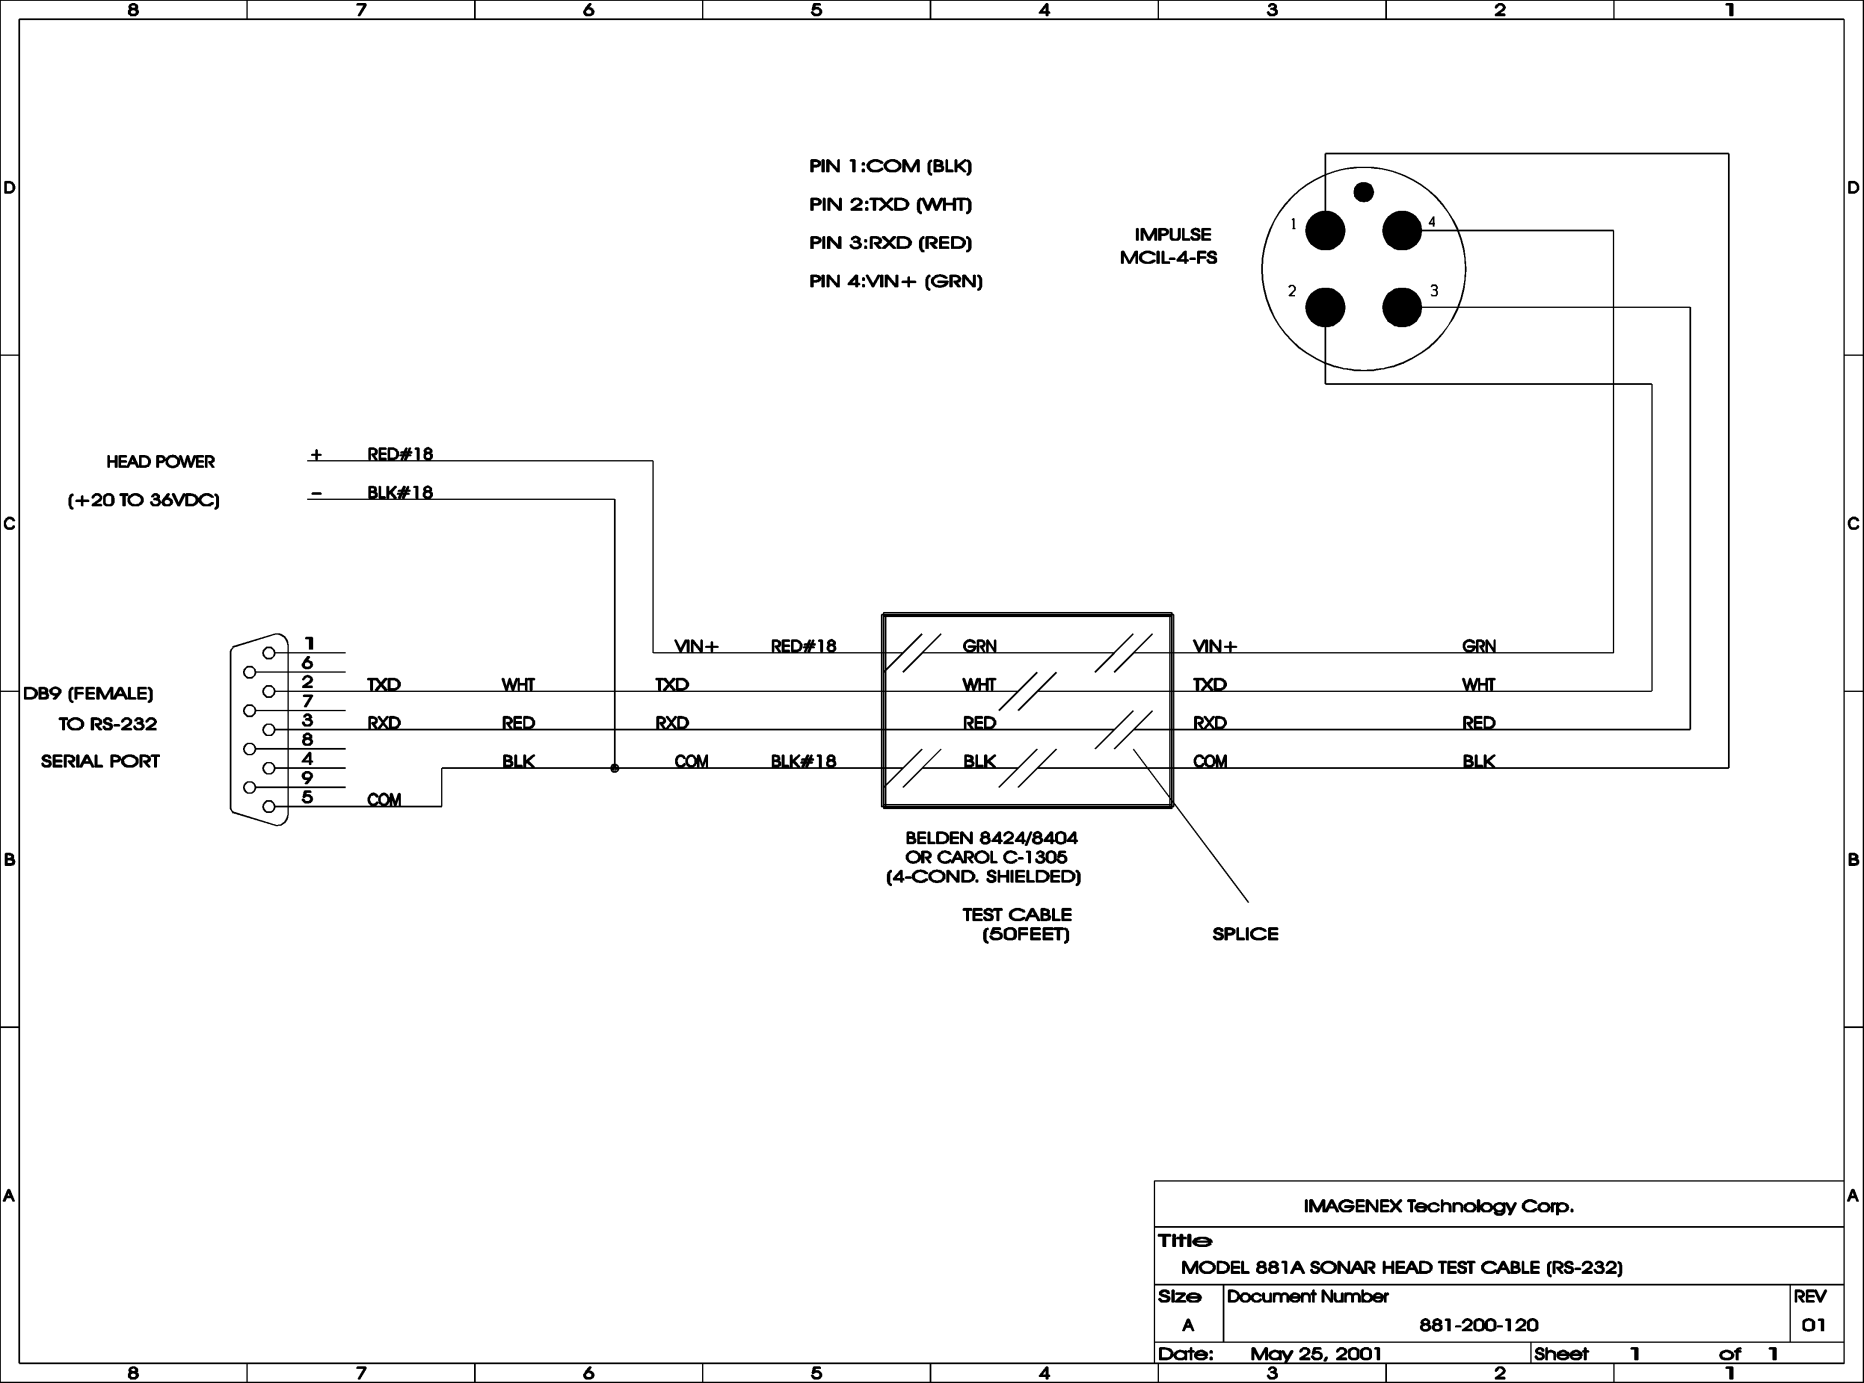 8 7 6 5 4 3 2 1
D D
PIN 1:COM (BLK)
PIN 2:TXD (WHT)
PIN 3:RXD (RED)
PIN 4:VIN+ (GRN)
IMPULSE
MCIL-4-FS
1 4
2 3
HEAD POWER + RED#18
(+20 TO 36VDC) - BLK#18
C C
DB9 (FEMALE)
TO RS-232
SERIAL PORT
1
6
2
7
3
8
4
9
5
VIN+ RED#18 GRN VIN+ GRN
TXD WHT TXD WHT TXD WHT
RXD RED RXD RED RXD RED
BLK COM BLK#18 BLK COM BLK
COM
BELDEN 8424/8404
OR CAROL C-1305
(4-COND. SHIELDED)
TEST CABLE
(50FEET)
SPLICE
B B
A A
IMAGENEX Technology Corp.
Title
MODEL 881A SONAR HEAD TEST CABLE (RS-232)
Size Document Number REV
A 881-200-120 01
Date: May 25, 2001 Sheet 1 of 1
8 7 6 5 4 3 2 1